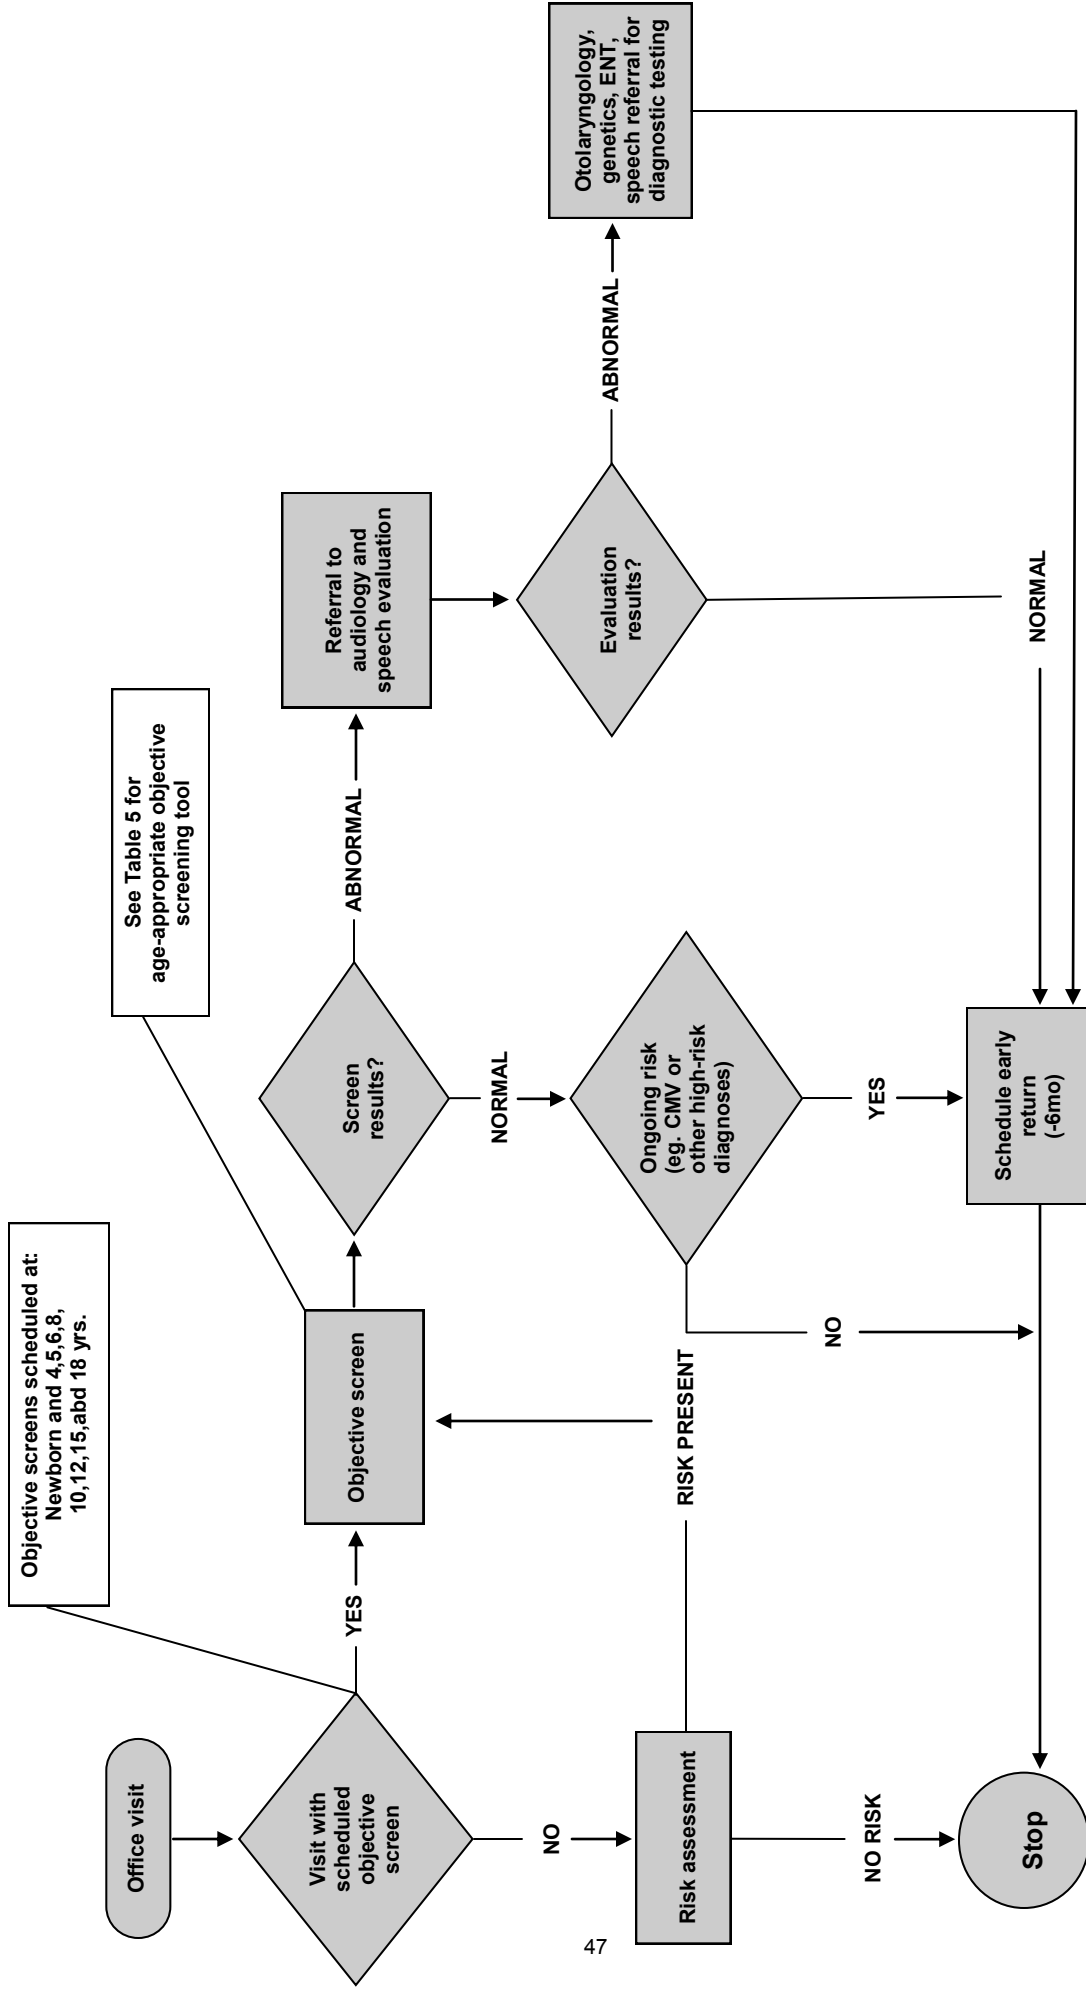 Office visit
Objective screens scheduled at:
Newborn and 4,5,6,8,
10,12,15,abd 18 yrs.
Visit with
scheduled
objective
screen
YES
Objective screen
See Table 5 for
age-appropriate objective
screening tool
Screen
results?
ABNORMAL
Referral to
audiology and
speech evaluation
Evaluation
results?
ABNORMAL
Otolaryngology,
genetics, ENT,
speech referral for
diagnostic testing
NORMAL
NORMAL
Ongoing risk
(eg. CMV or
other high-risk
diagnoses)
YES
NO
Schedule early
return
(-6mo)
NO
Risk assessment
RISK PRESENT
NO RISK
Stop
47